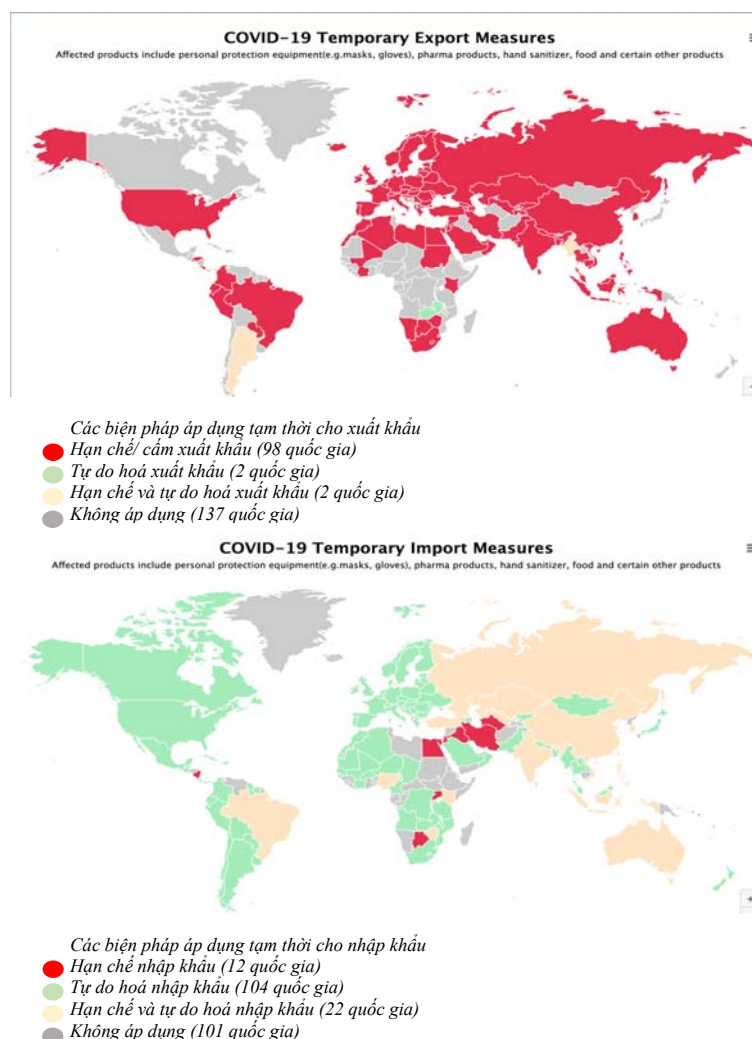 COVID-19 Temporary Export Measures
Affected products include personal protection equipment(e.g.masks, gloves), pharma products, hand sanitizer, food and certain other products
Các biện pháp áp dụng tạm thời cho xuất khẩu
Hạn chế/ cấm xuất khẩu (98 quốc gia)
Tự do hoá xuất khẩu (2 quốc gia)
Hạn chế và tự do hoá xuất khẩu (2 quốc gia)
Không áp dụng (137 quốc gia)
COVID-19 Temporary Import Measures
Affected products include personal protection equipment(e.g.masks, gloves), pharma products, hand sanitizer, food and certain other products
Các biện pháp áp dụng tạm thời cho nhập khẩu
Hạn chế nhập khẩu (12 quốc gia)
Tự do hoá nhập khẩu (104 quốc gia)
Hạn chế và tự do hoá nhập khẩu (22 quốc gia)
Không áp dụng (101 quốc gia)